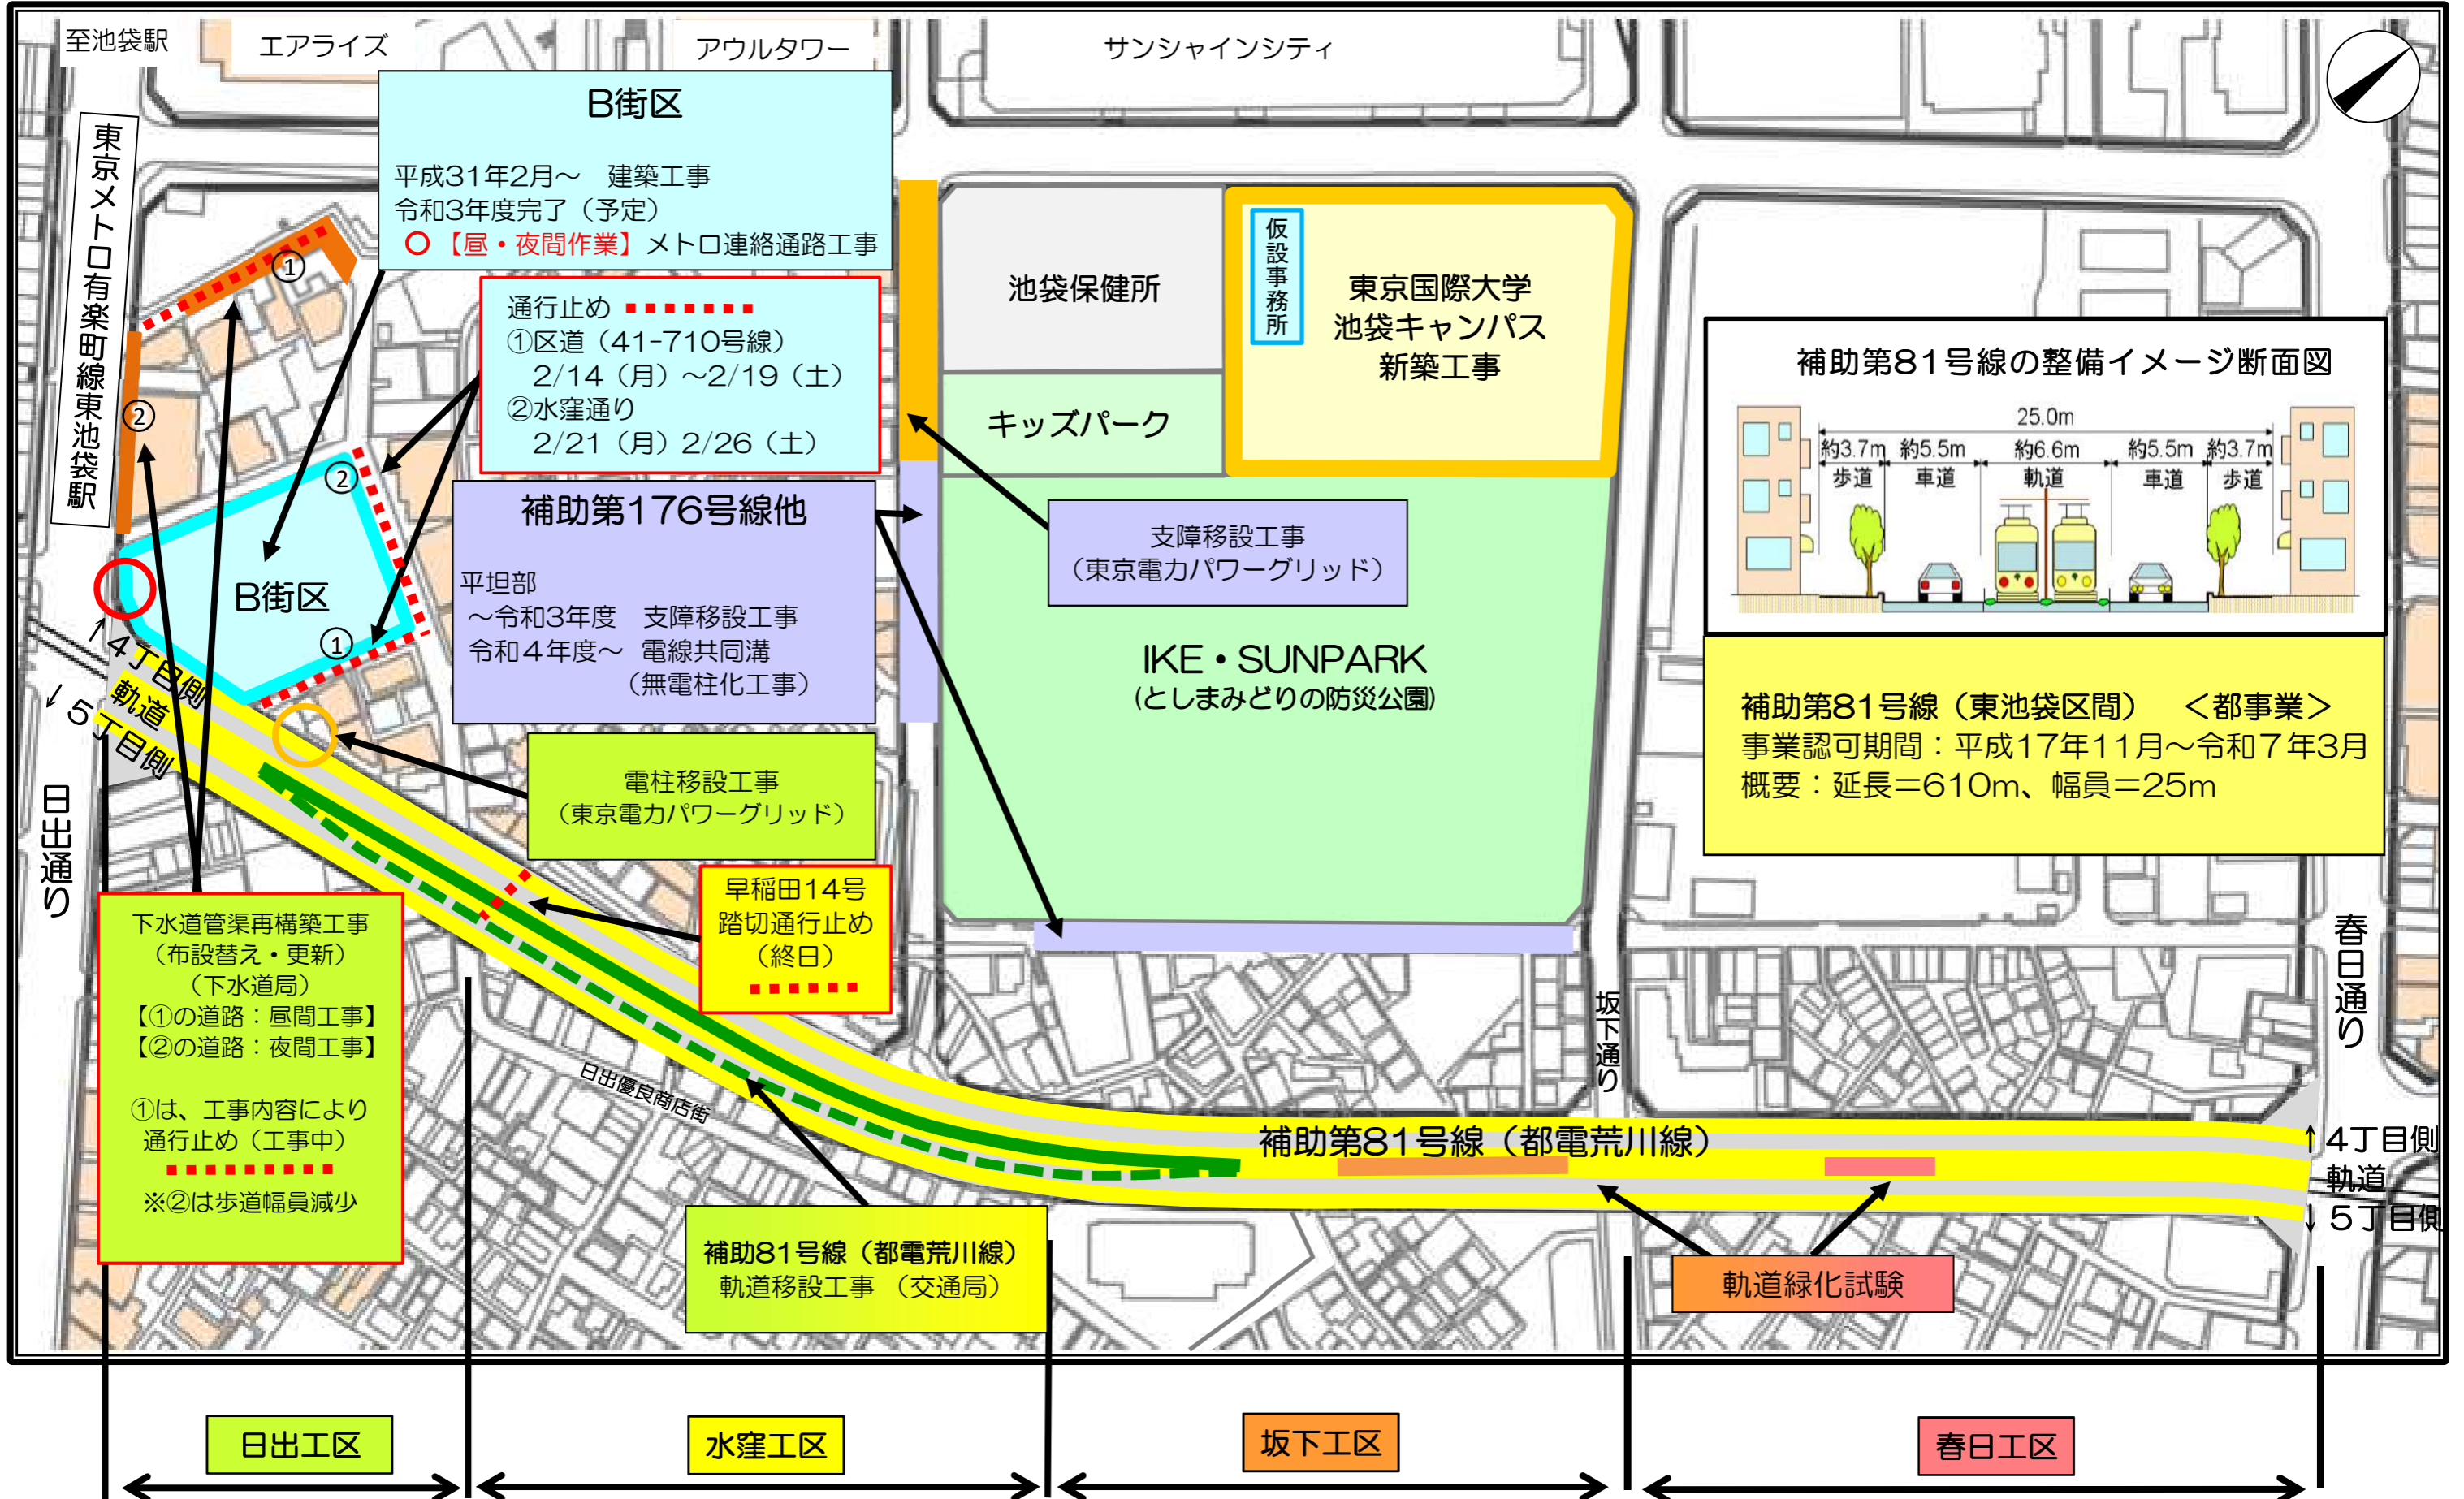 至池袋駅
エアライズ
アウルタワー
サンシャインシティ
東京メトロ有楽町線東池袋駅
B街区
平成31年2月～　建築工事
令和3年度完了（予定）
○【昼・夜間作業】メトロ連絡通路工事
通行止め
①区道（41-710号線）
2/14（月）～2/19（土）
②水窪通り
2/21（月）2/26（土）
補助第176号線他
平坦部
～令和3年度　支障移設工事
令和4年度～　電線共同溝
（無電柱化工事）
①
②
②
①
B街区
池袋保健所
キッズパーク
仮設事務所
東京国際大学
池袋キャンパス
新築工事
支障移設工事
（東京電力パワーグリッド）
IKE・SUNPARK
(としまみどりの防災公園)
補助第81号線の整備イメージ断面図
25.0m
約3.7m 約5.5m 約6.6m 約5.5m 約3.7m
歩道 車道 軌道 車道 歩道
補助第81号線（東池袋区間）　＜都事業＞
事業認可期間：平成17年11月～令和7年3月
概要：延長＝610m、幅員＝25m
↑4丁目側
軌道
↓5丁目側
日出通り
電柱移設工事
（東京電力パワーグリッド）
早稲田14号
踏切通行止め
（終日）
下水道管渠再構築工事
（布設替え・更新）
（下水道局）
【①の道路：昼間工事】
【②の道路：夜間工事】
①は、工事内容により
通行止め（工事中）
※②は歩道幅員減少
日出優良商店街
坂下通り
春日通り
補助第81号線（都電荒川線）
↑4丁目側
軌道
↓5丁目側
補助81号線（都電荒川線）
軌道移設工事　（交通局）
軌道緑化試験
日出工区
水窪工区
坂下工区
春日工区